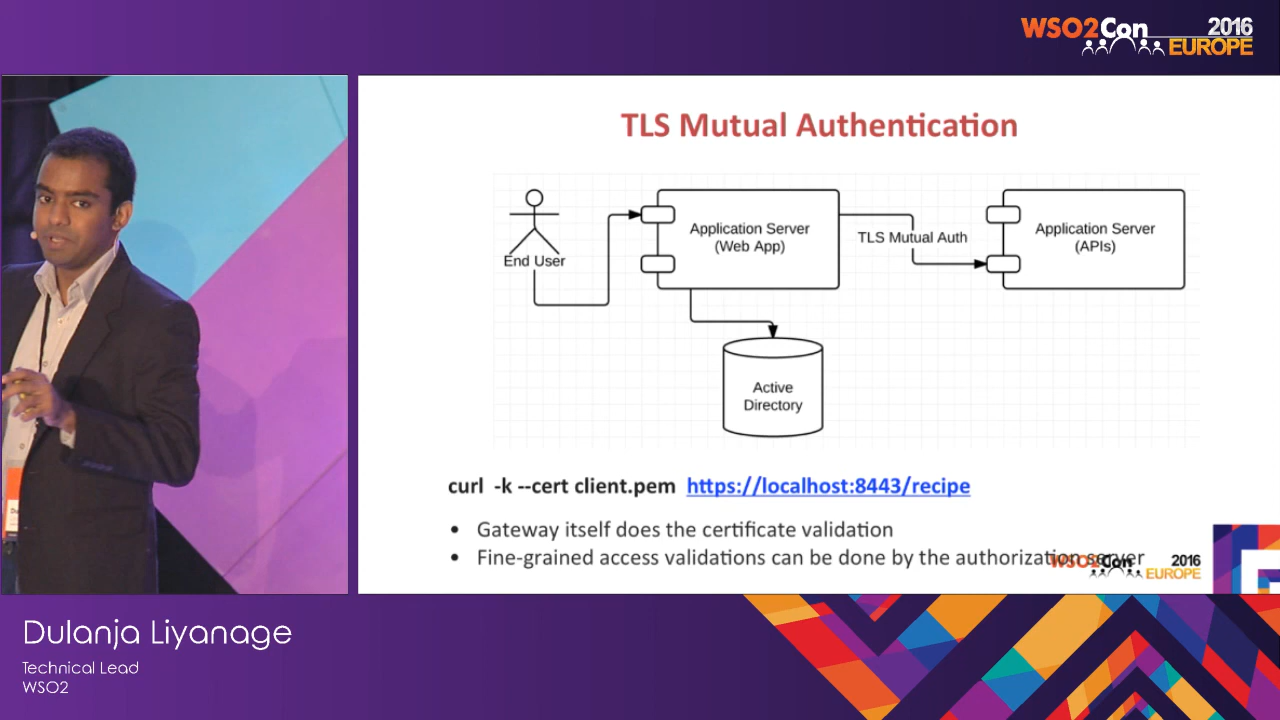 WSO2Con 2016
EUROPE
TLS Mutual Authentication
End User
Application Server
(Web App)
TLS Mutual Auth
Application Server
(APIs)
Active
Directory
curl -k --cert client.pem https://localhost:8443/recipe
• Gateway itself does the certificate validation
• Fine-grained access validations can be done by the authorization server
WSO2Con 2016
EUROPE
Dulanja Liyanage
Technical Lead
WSO2